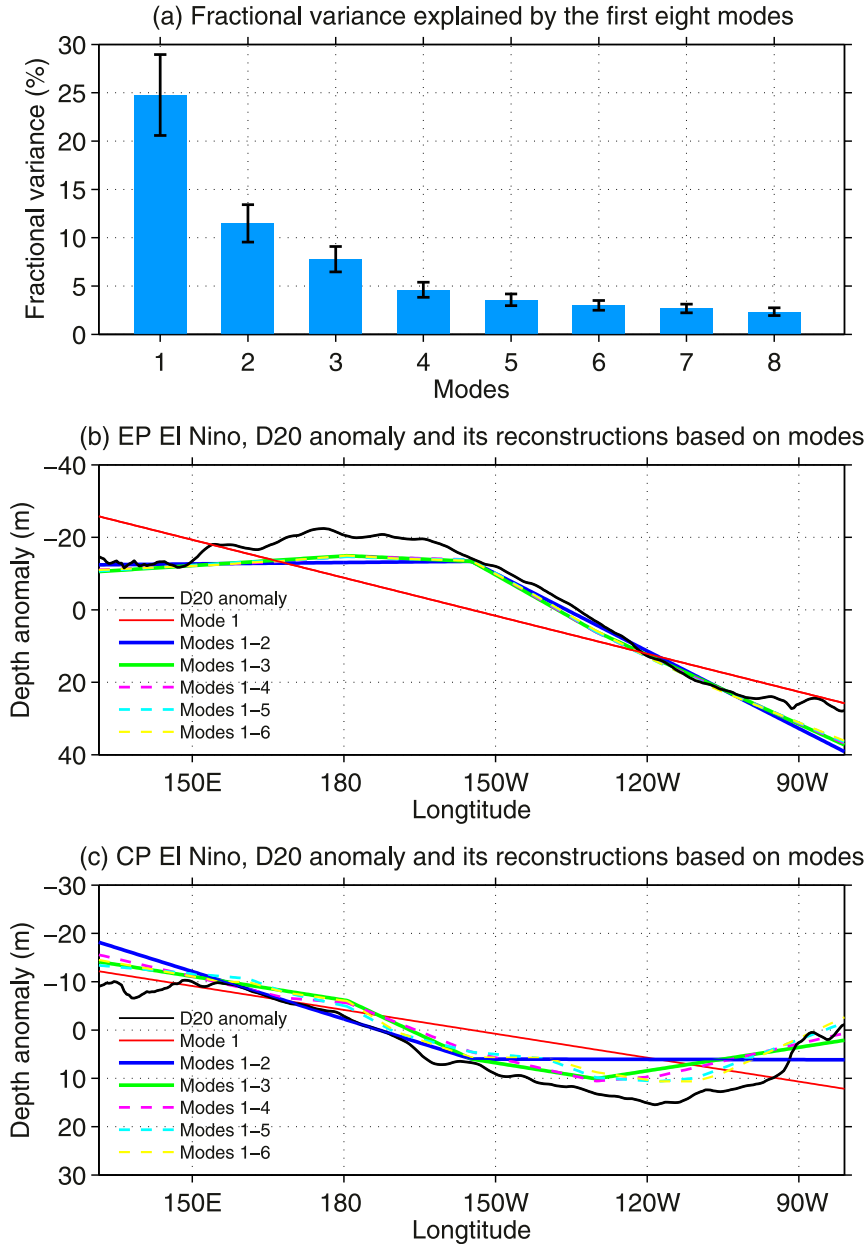 (a) Fractional variance explained by the first eight modes
Fractional variance (%)
30
25
20
15
10
5
0
1 2 3 4 5 6 7 8
Modes
(b) EP El Nino, D20 anomaly and its reconstructions based on modes
Depth anomaly (m)
−40
−20
0
20
40
D20 anomaly
Mode 1
Modes 1−2
Modes 1−3
Modes 1−4
Modes 1−5
Modes 1−6
150E 180 150W 120W 90W
Longtitude
(c) CP El Nino, D20 anomaly and its reconstructions based on modes
Depth anomaly (m)
−30
−20
−10
0
10
20
30
D20 anomaly
Mode 1
Modes 1−2
Modes 1−3
Modes 1−4
Modes 1−5
Modes 1−6
150E 180 150W 120W 90W
Longtitude